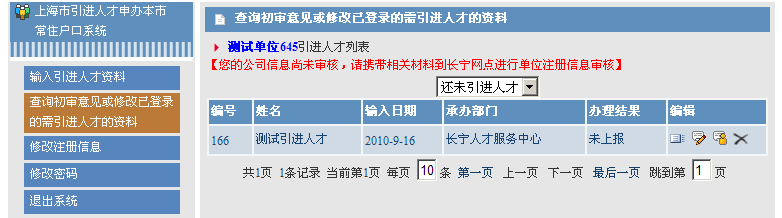 上海市引进人才申办本市
常住户口系统
输入引进人才资料
查询初审意见或修改已登录
的需引进人才的资料
修改注册信息
修改密码
退出系统
查询初审意见或修改已登录的需引进人才的资料
测试单位645引进人才列表
【您的公司信息尚未审核，请携带相关材料到长宁网点进行单位注册信息审核】
还未引进人才
编号 姓名 输入日期 承办部门 办理结果 编辑
166 测试引进人才 2010-9-16 长宁人才服务中心 未上报
共1页 1条记录 当前第1页 每页 10 条 第一页 上一页 下一页 最后一页 跳到第 1 页